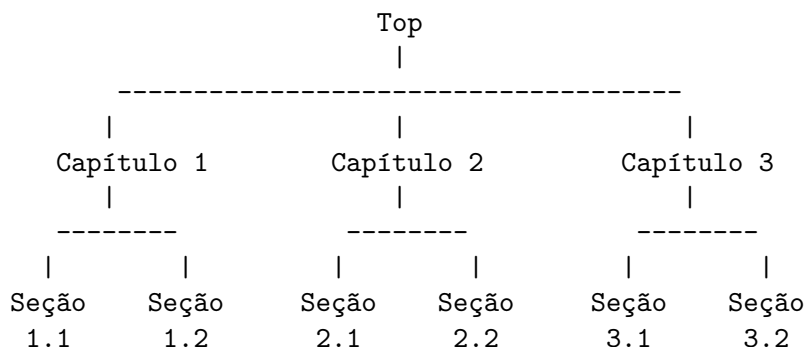 Top
Capítulo 1 Capítulo 2 Capítulo 3
Seção Seção Seção Seção Seção Seção
1.1 1.2 2.1 2.2 3.1 3.2